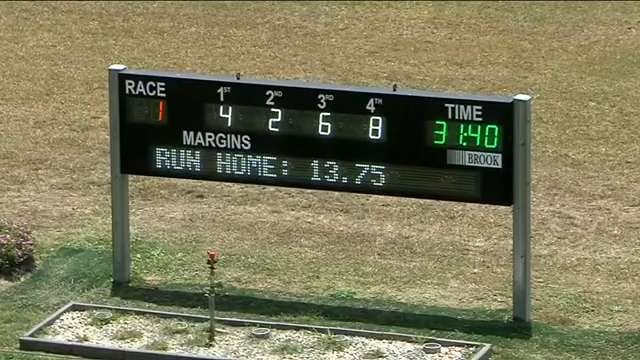 RACE 1ST 2ND 3RD 4TH TIME
1 4 2 6 8 31:40
MARGINS BROOK
RUN HOME: 13.75